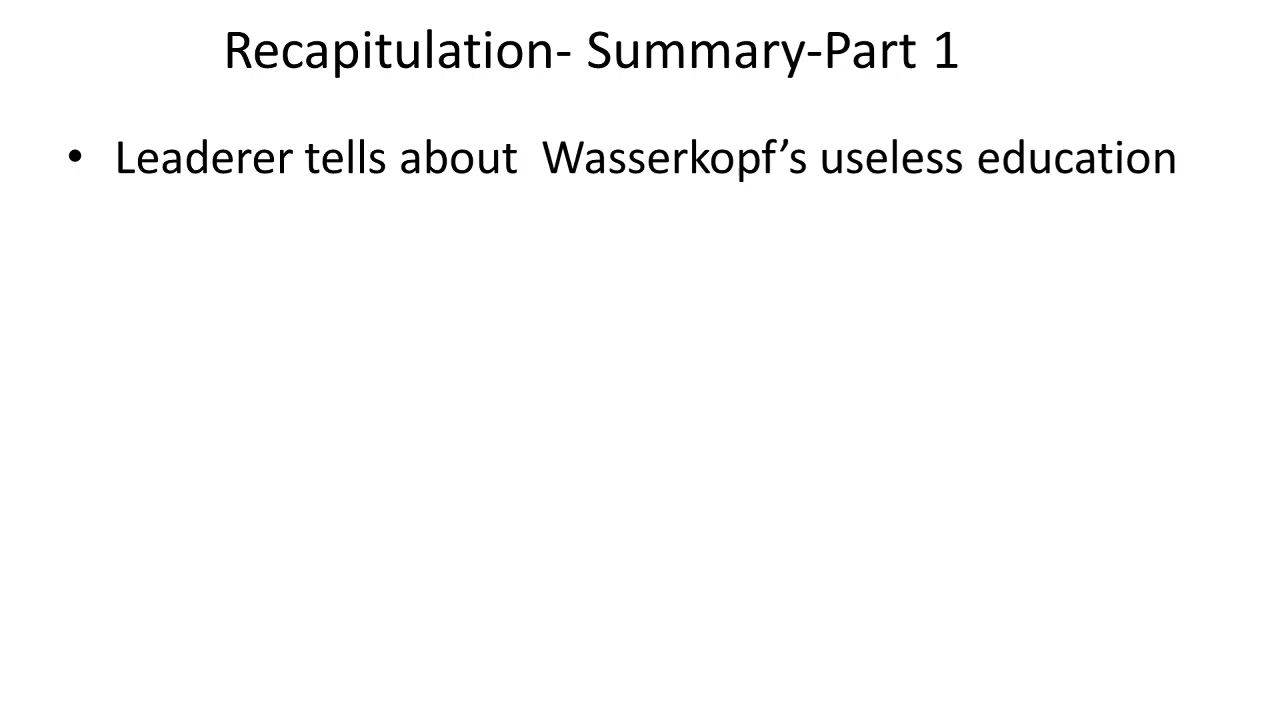 Recapitulation- Summary-Part 1
• Leaderer tells about  Wasserkopf’s useless education